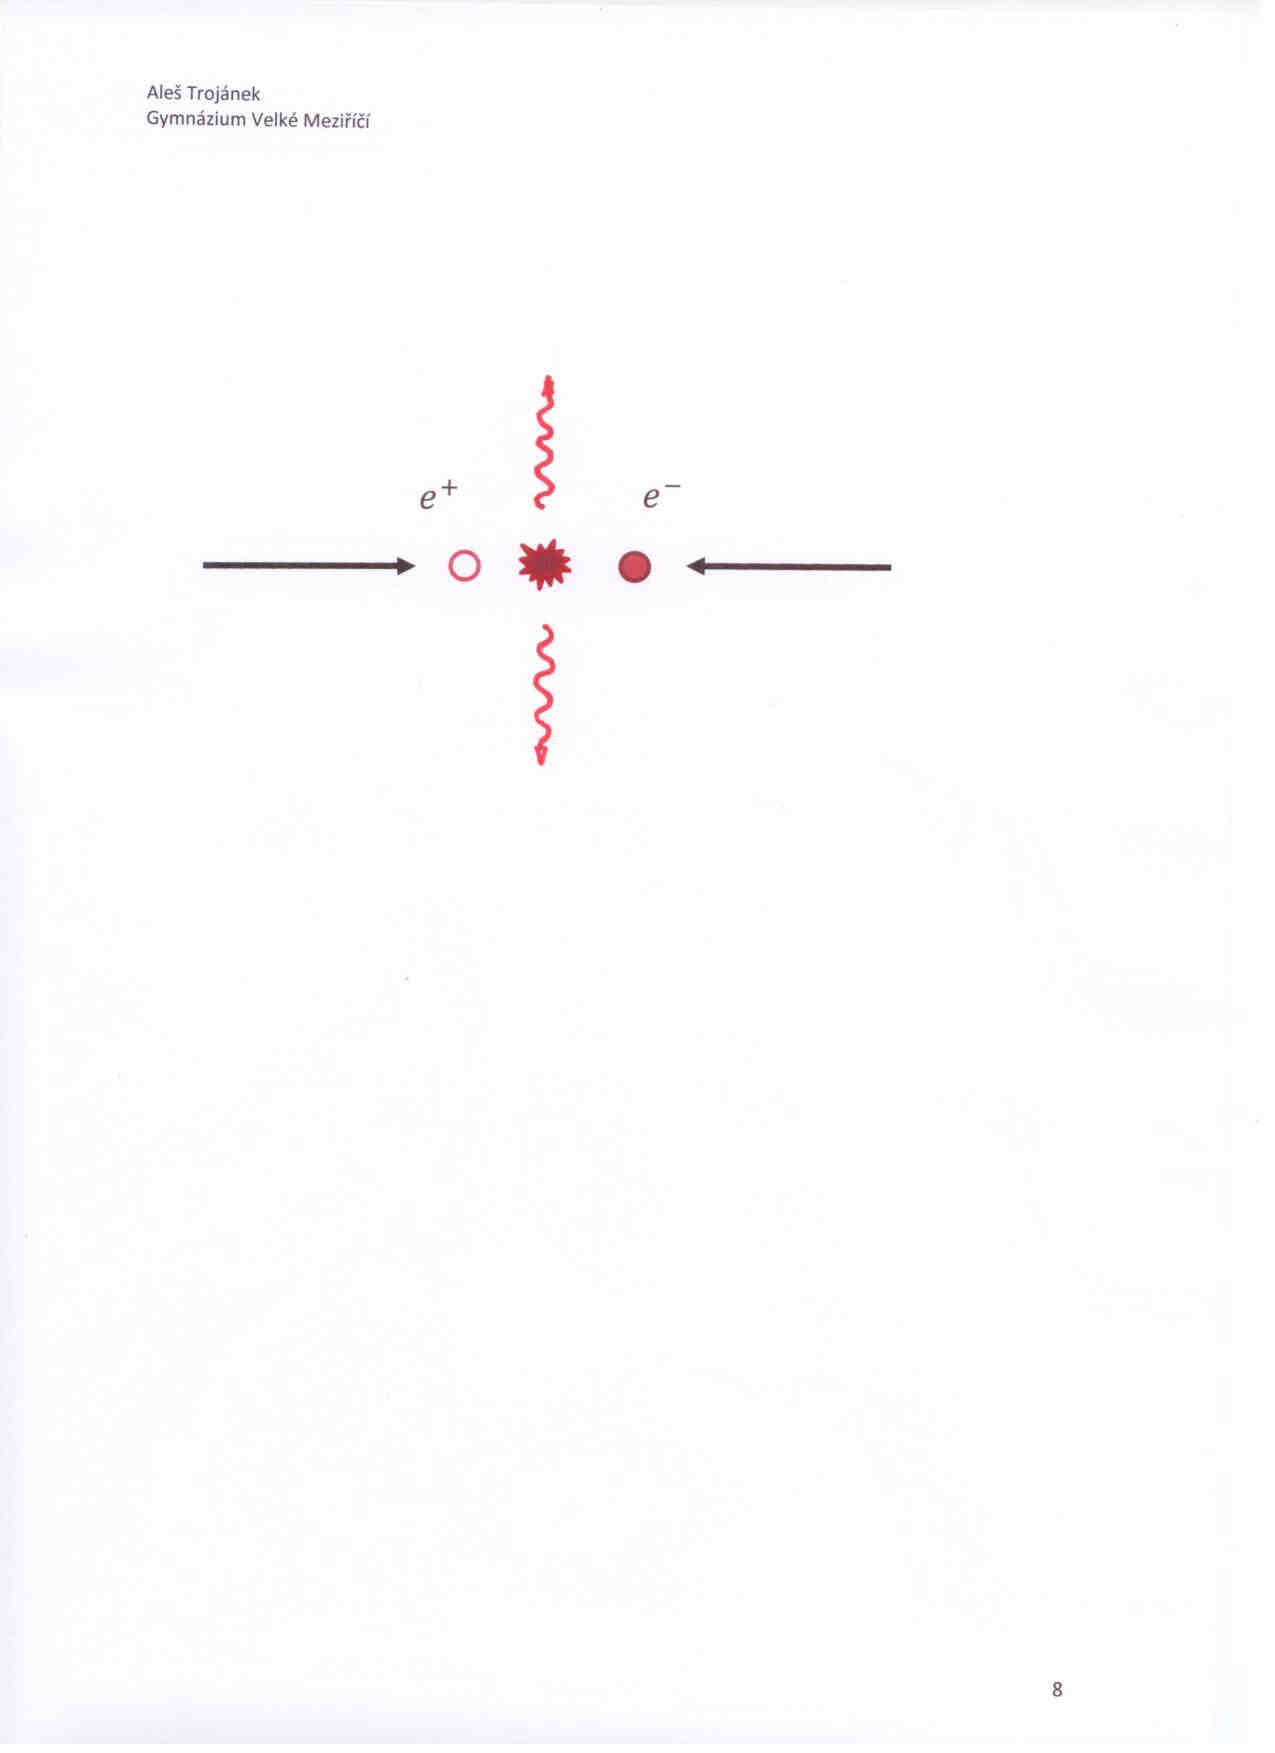 Aleš Trojánek
Gymnázium Velké Meziříčí
e⁺ e⁻
8